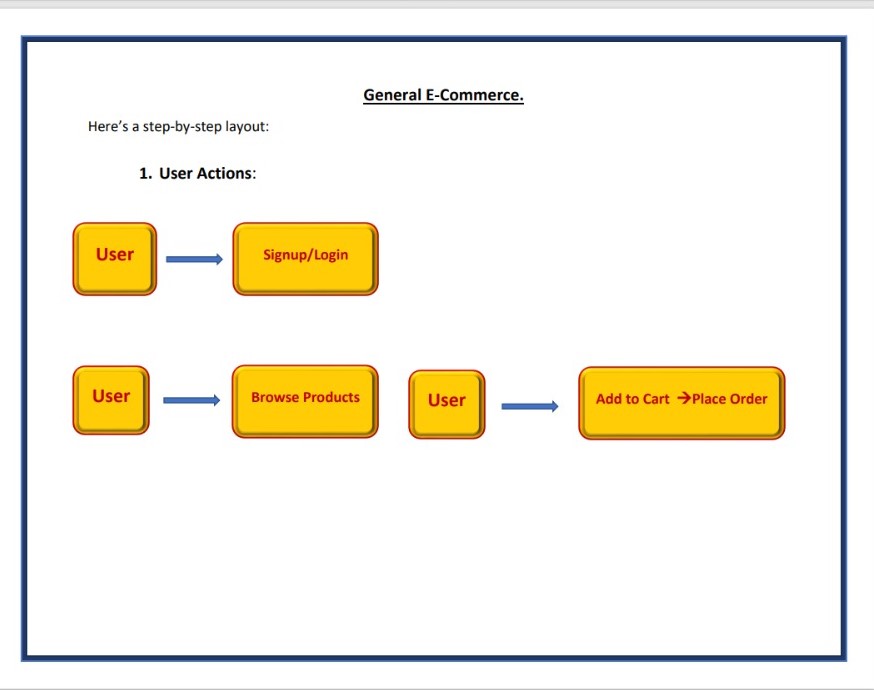 General E-Commerce.
Here’s a step-by-step layout:
1. User Actions:
User
Signup/Login
User
Browse Products
User
Add to Cart →Place Order